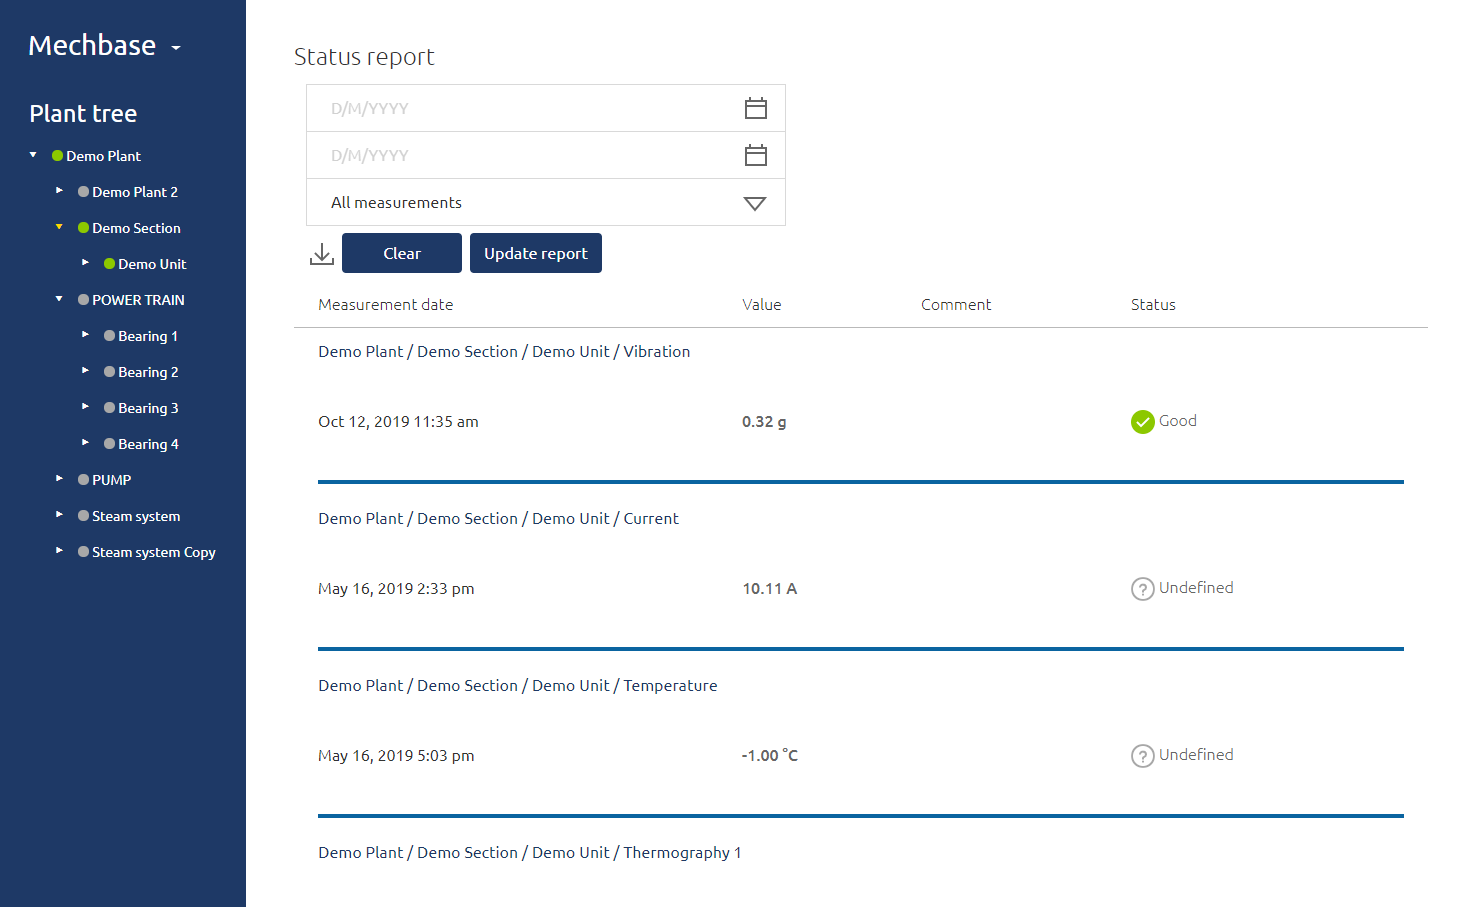 Mechbase
Plant tree
Demo Plant
Demo Plant 2
Demo Section
Demo Unit
POWER TRAIN
Bearing 1
Bearing 2
Bearing 3
Bearing 4
PUMP
Steam system
Steam system Copy
Status report
D/M/YYYY
D/M/YYYY
All measurements
Clear Update report
Measurement date Value Comment Status
Demo Plant / Demo Section / Demo Unit / Vibration
Oct 12, 2019 11:35 am 0.32 g Good
Demo Plant / Demo Section / Demo Unit / Current
May 16, 2019 2:33 pm 10.11 A ? Undefined
Demo Plant / Demo Section / Demo Unit / Temperature
May 16, 2019 5:03 pm -1.00 °C ? Undefined
Demo Plant / Demo Section / Demo Unit / Thermography 1